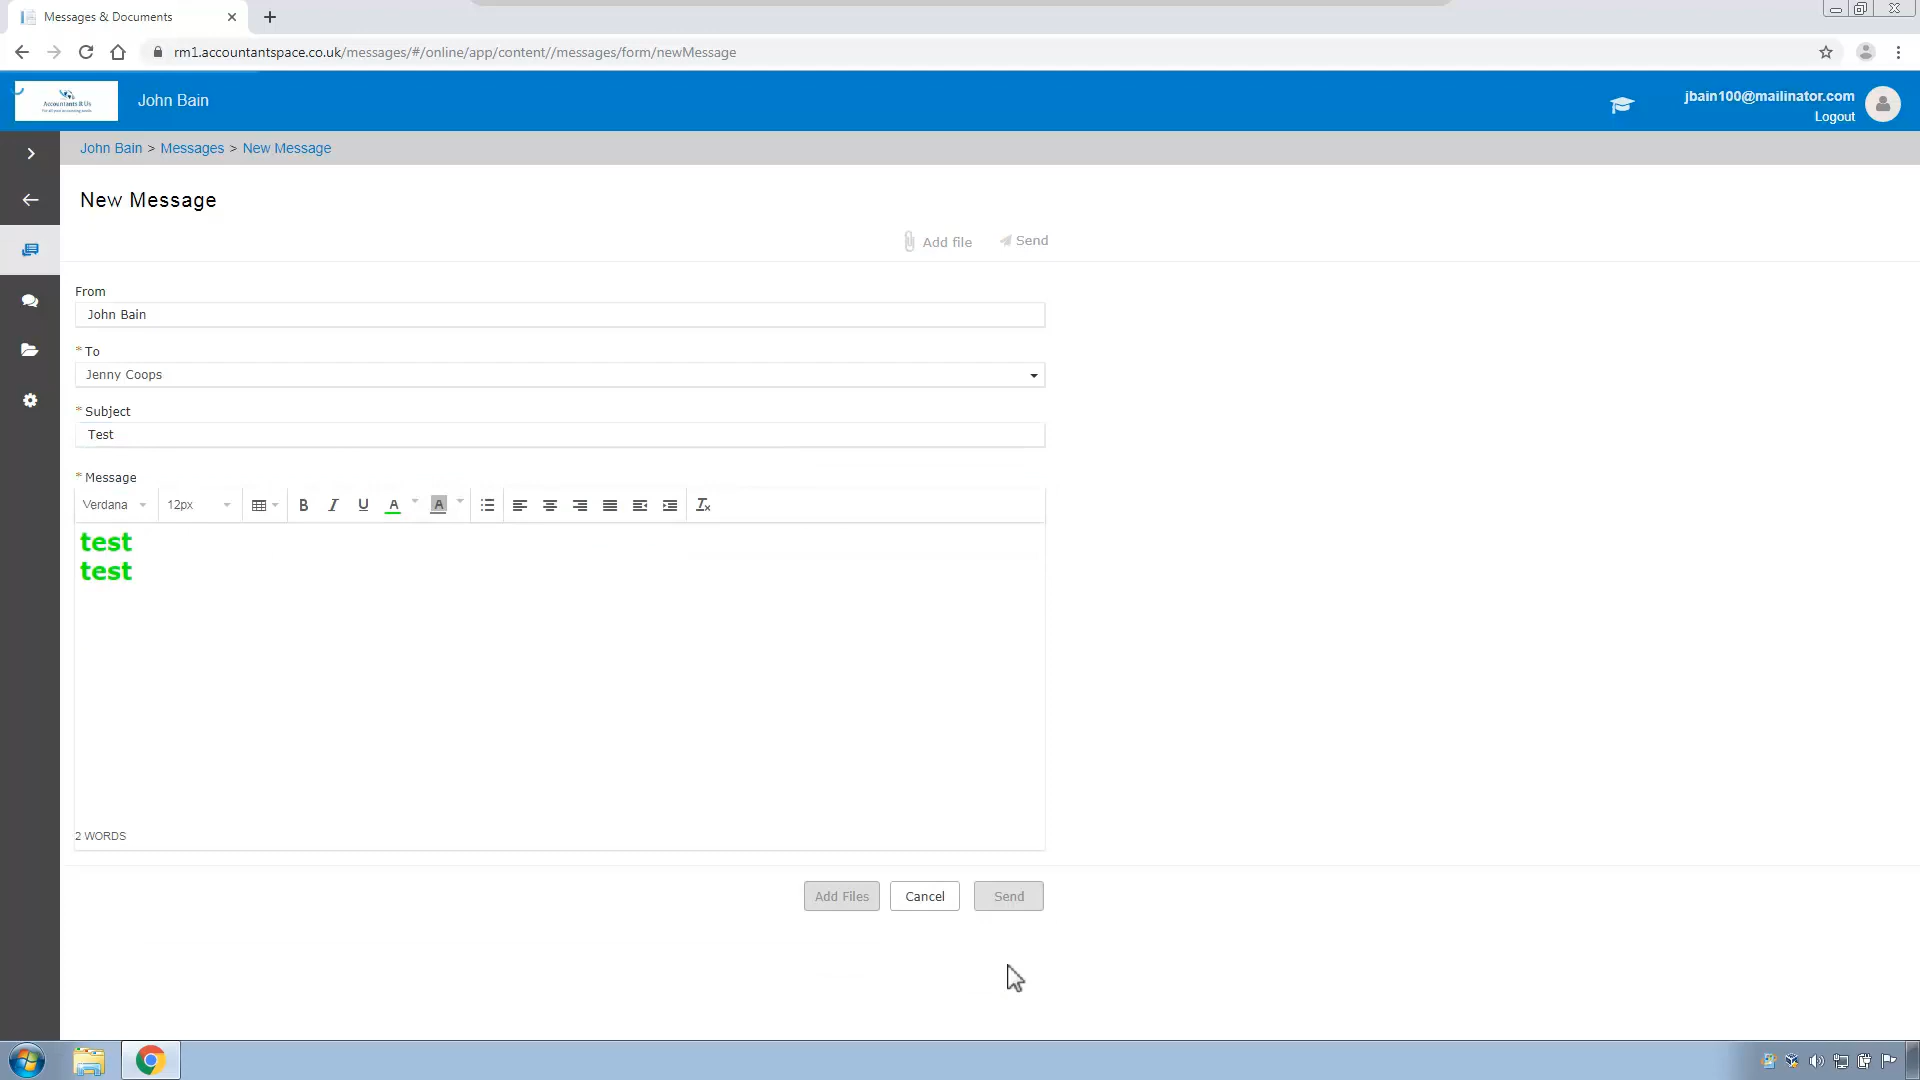 Messages & Documents
rm1.accountantspace.co.uk/messages/#/online/app/content//messages/form/newMessage
Accountants R Us
John Bain
jbain100@mailinator.com
Logout
John Bain > Messages > New Message
New Message
Add file
Send
From
John Bain
* To
Jenny Coops
* Subject
Test
* Message
Verdana
12px
B I U A A
test
test
2 WORDS
Add Files
Cancel
Send